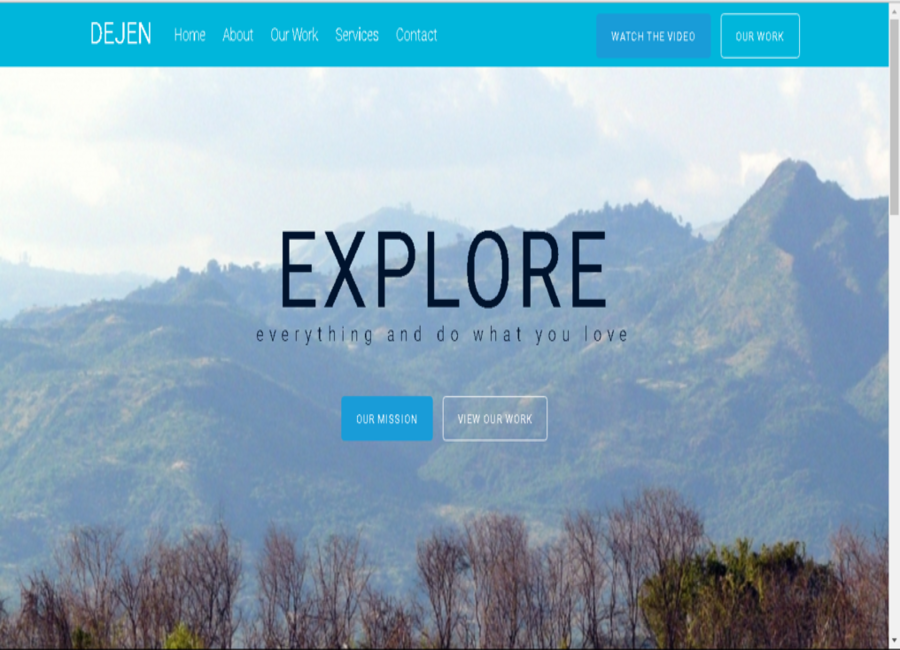 DEJEN Home About Our Work Services Contact WATCH THE VIDEO OUR WORK
EXPLORE
everything and do what you love
OUR MISSION VIEW OUR WORK